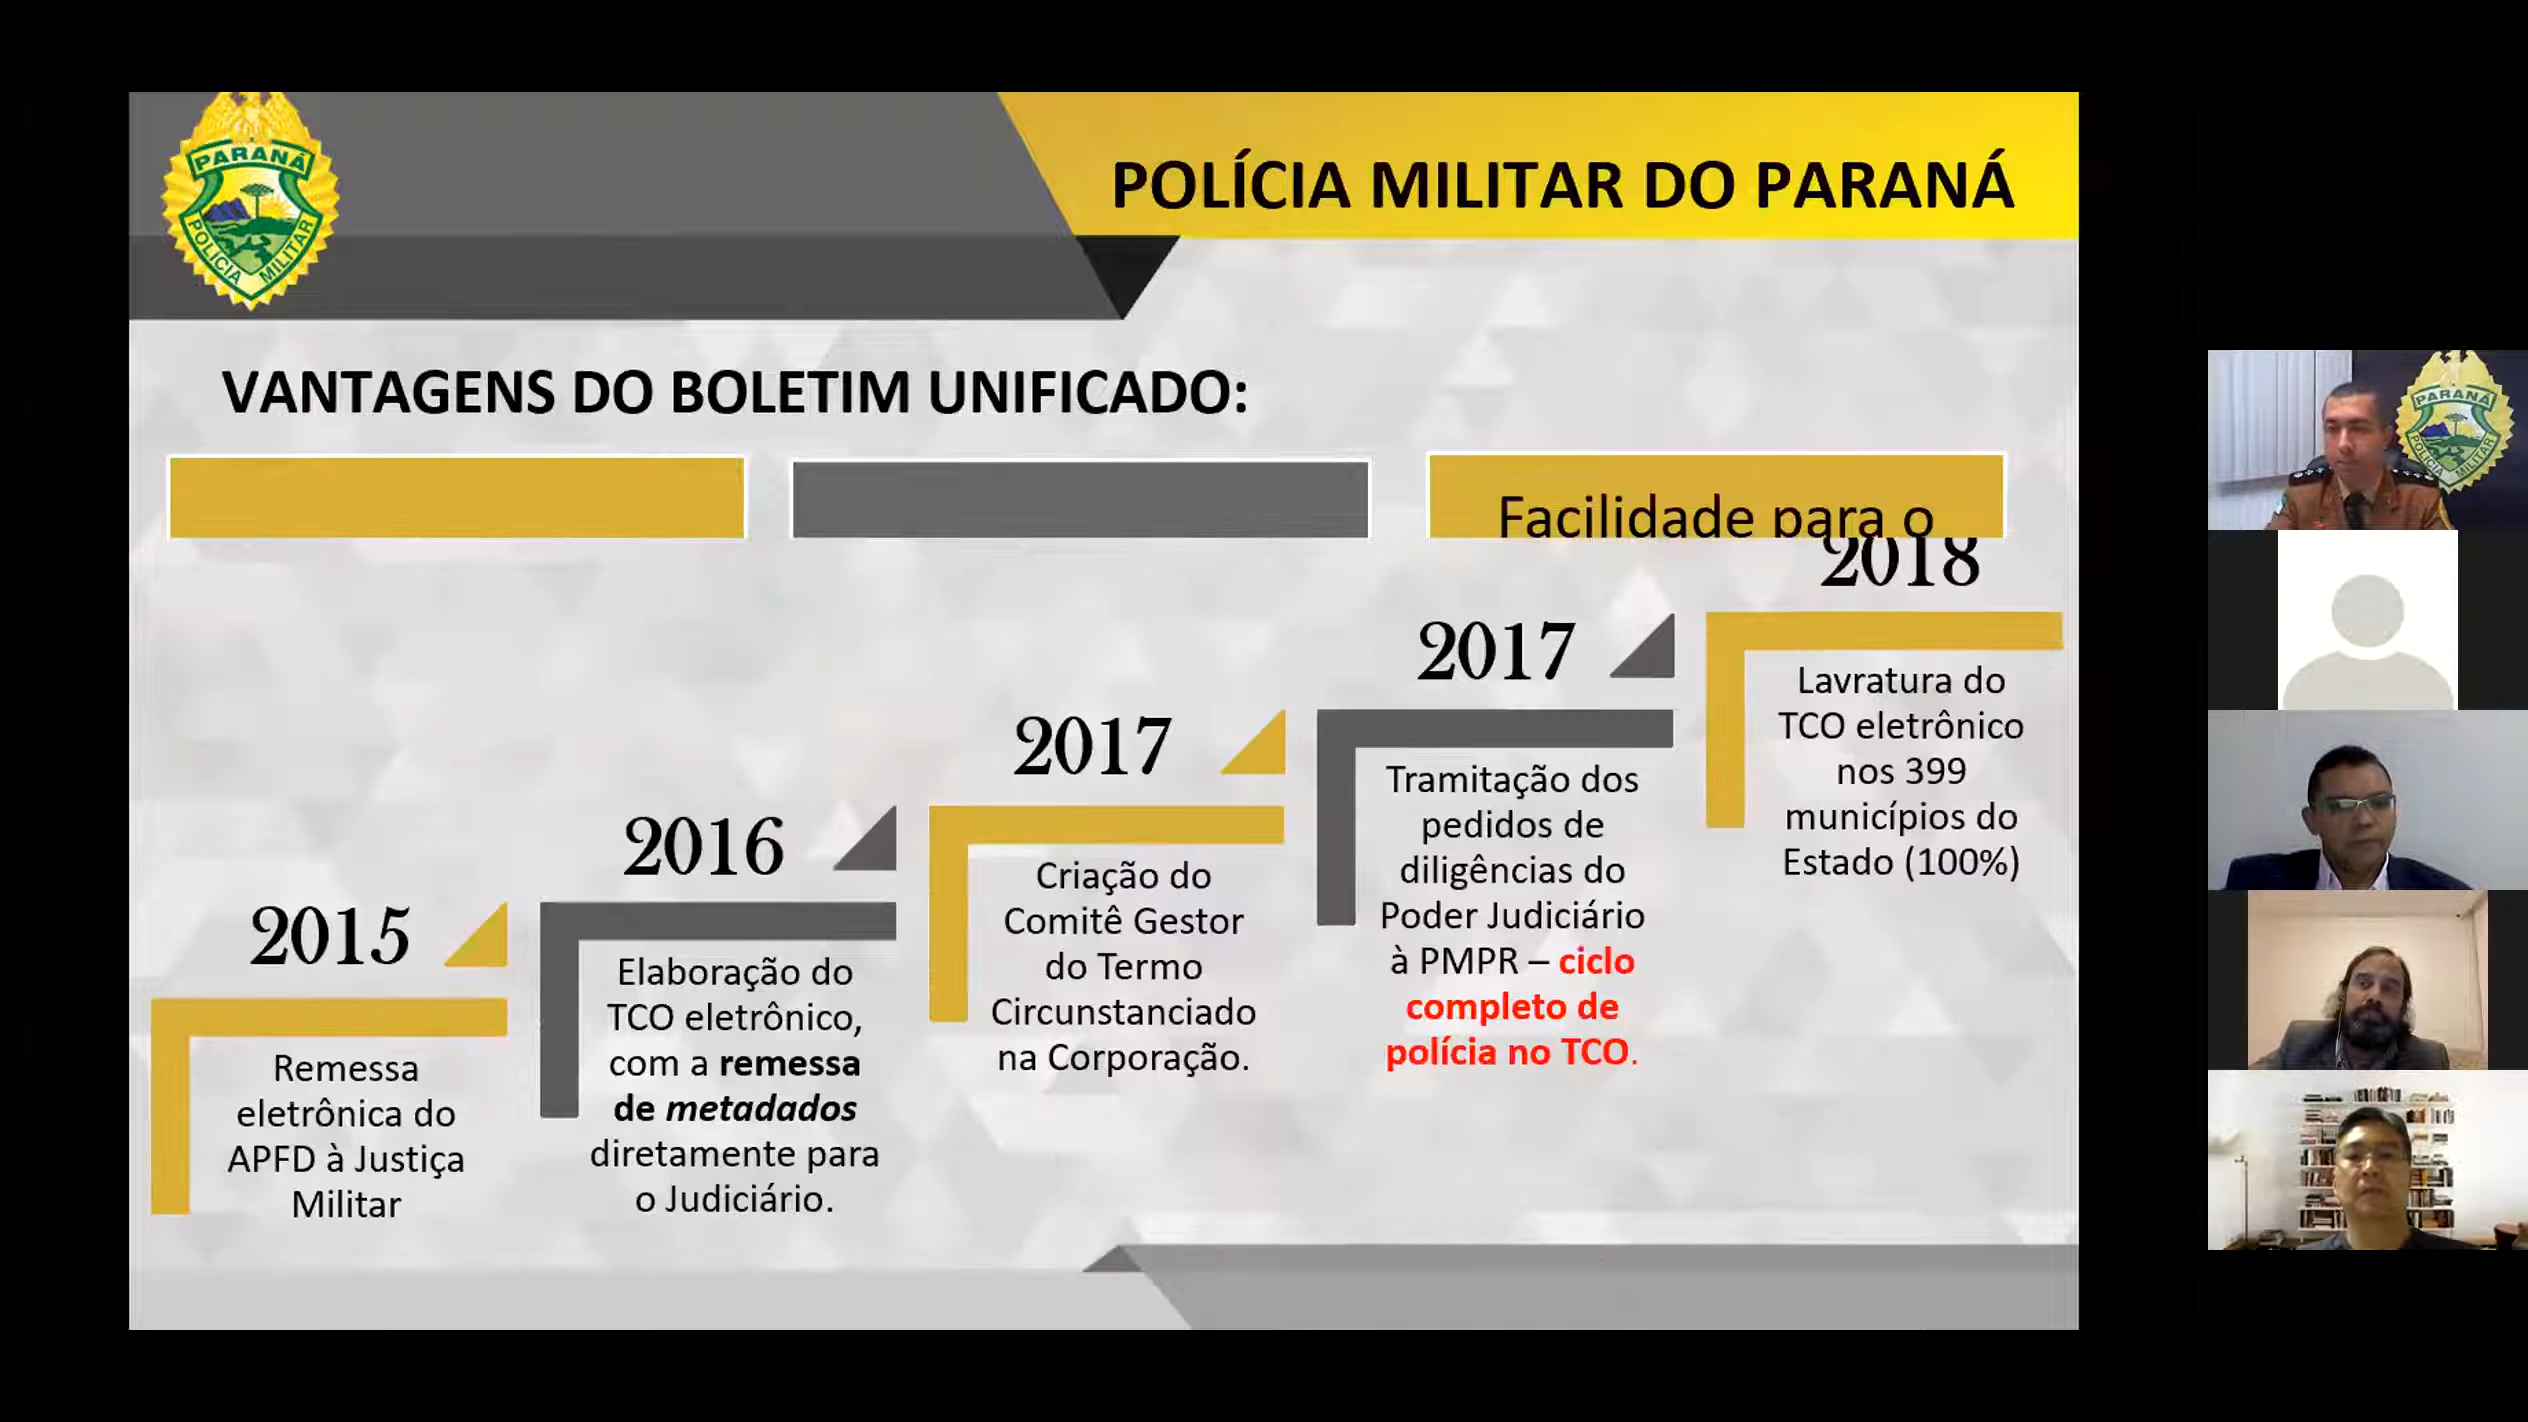 PARANÁ
POLÍCIA MILITAR
POLÍCIA MILITAR DO PARANÁ
VANTAGENS DO BOLETIM UNIFICADO:
Facilidade para o
2015
Remessa
eletrônica do
APFD à Justiça
Militar
2016
Elaboração do
TCO eletrônico,
com a remessa
de metadados
diretamente para
o Judiciário.
2017
Criação do
Comitê Gestor
do Termo
Circunstanciado
na Corporação.
2017
Tramitação dos
pedidos de
diligências do
Poder Judiciário
à PMPR – ciclo
completo de
polícia no TCO.
2018
Lavratura do
TCO eletrônico
nos 399
municípios do
Estado (100%)
PARANÁ
POLÍCIA MILITAR